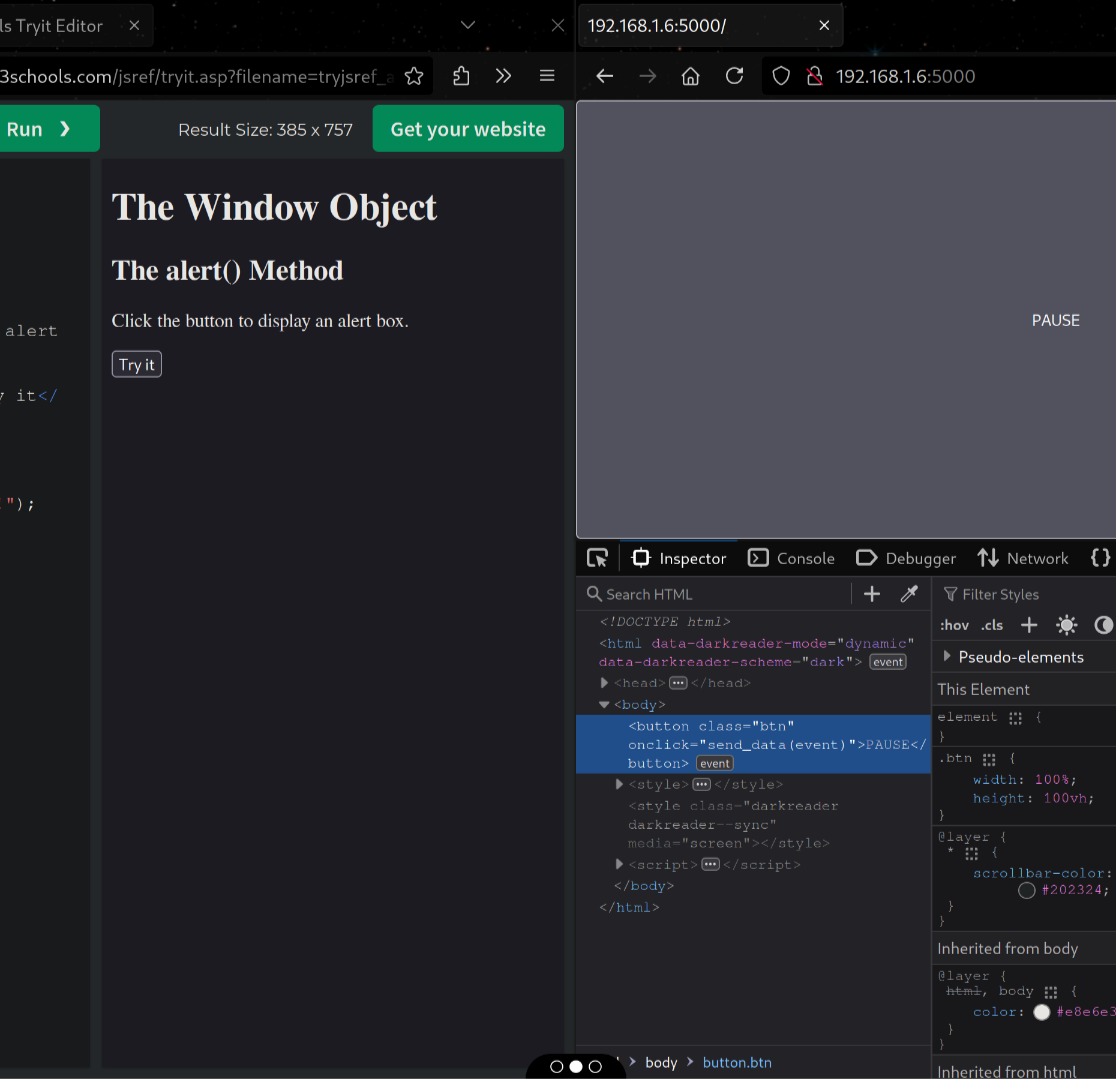 ls Tryit Editor
3schools.com/jsref/tryit.asp?filename=tryjsref_a
Run ❯
Result Size: 385 x 757
Get your website
alert
y it</
");
The Window Object
The alert() Method
Click the button to display an alert box.
Try it
192.168.1.6:5000/
192.168.1.6:5000
PAUSE
Inspector
Console
Debugger
Network
{}
Search HTML
<!DOCTYPE html>
<html data-darkreader-mode="dynamic"
data-darkreader-scheme="dark"> event
<head>…</head>
<body>
<button class="btn"
onclick="send_data(event)">PAUSE</
button> event
<style>…</style>
<style class="darkreader
darkreader--sync"
media="screen"></style>
<script>…</script>
</body>
</html>
body
button.btn
Filter Styles
:hov .cls
Pseudo-elements
This Element
element {
}
.btn {
width: 100%;
height: 100vh;
}
@layer {
* {
scrollbar-color:
#202324;
}
}
Inherited from body
@layer {
html, body {
color: #e8e6e3
}
}
Inherited from html